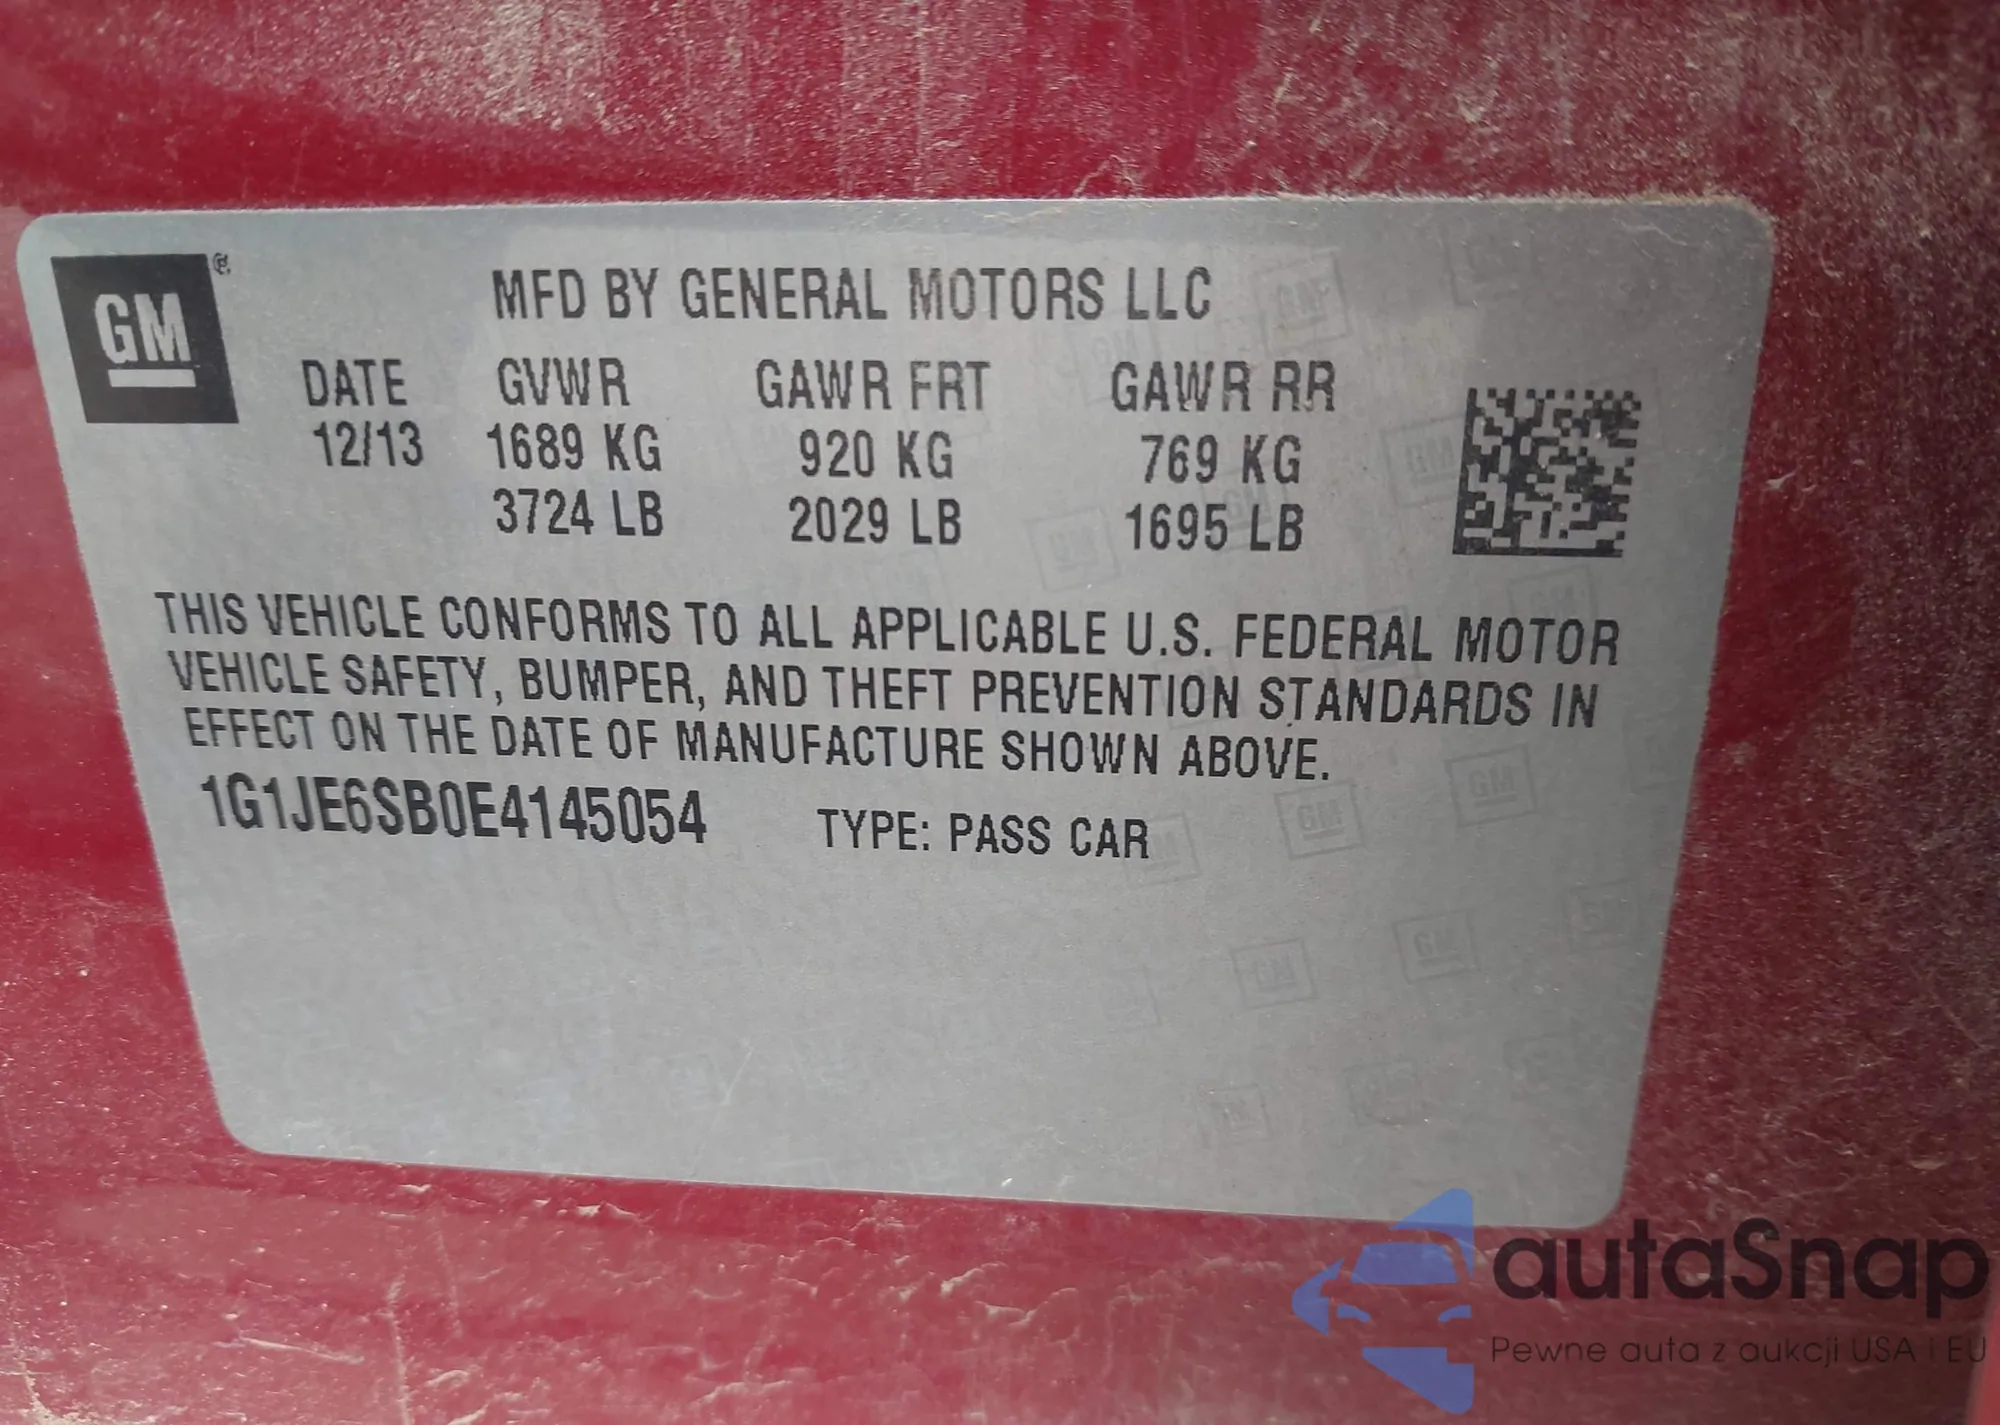 GM
MFD BY GENERAL MOTORS LLC
DATE GVWR GAWR FRT GAWR RR
12/13 1689 KG 920 KG 769 KG
3724 LB 2029 LB 1695 LB
THIS VEHICLE CONFORMS TO ALL APPLICABLE U.S. FEDERAL MOTOR
VEHICLE SAFETY, BUMPER, AND THEFT PREVENTION STANDARDS IN
EFFECT ON THE DATE OF MANUFACTURE SHOWN ABOVE.
1G1JE6SB0E4145054 TYPE: PASS CAR
autaSnap
Pewne auta z aukcji USA i EU